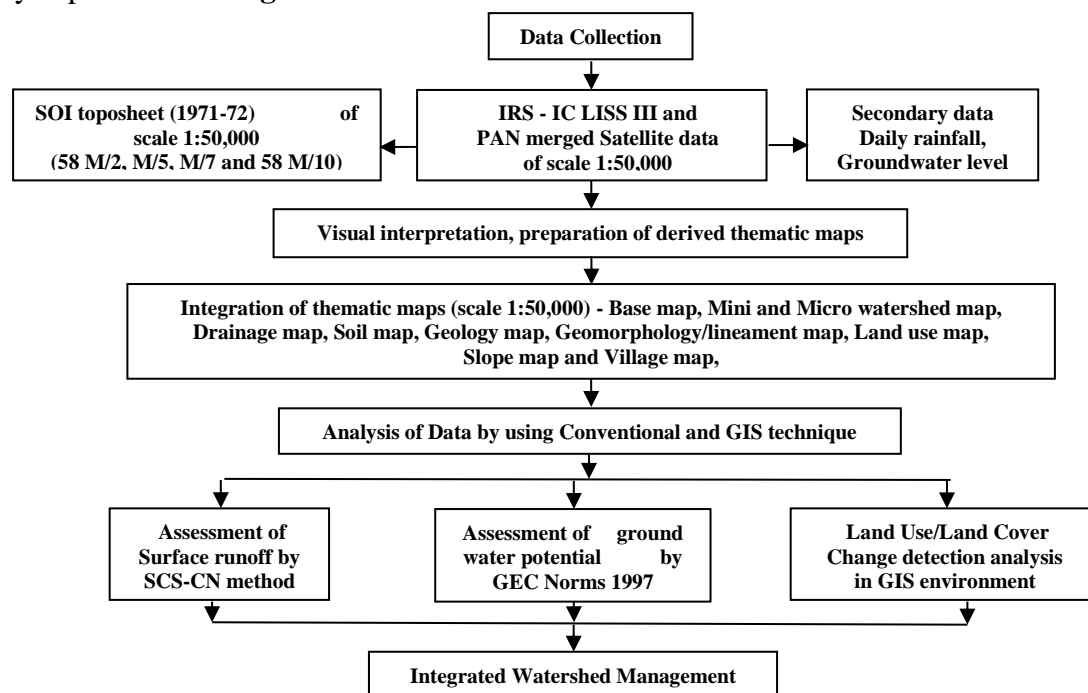 Data Collection
SOI toposheet (1971-72) of
scale 1:50,000
(58 M/2, M/5, M/7 and 58 M/10)
IRS - IC LISS III and
PAN merged Satellite data
of scale 1:50,000
Secondary data
Daily rainfall,
Groundwater level
Visual interpretation, preparation of derived thematic maps
Integration of thematic maps (scale 1:50,000) - Base map, Mini and Micro watershed map,
Drainage map, Soil map, Geology map, Geomorphology/lineament map, Land use map,
Slope map and Village map,
Analysis of Data by using Conventional and GIS technique
Assessment of
Surface runoff by
SCS-CN method
Assessment of ground
water potential by
GEC Norms 1997
Land Use/Land Cover
Change detection analysis
in GIS environment
Integrated Watershed Management